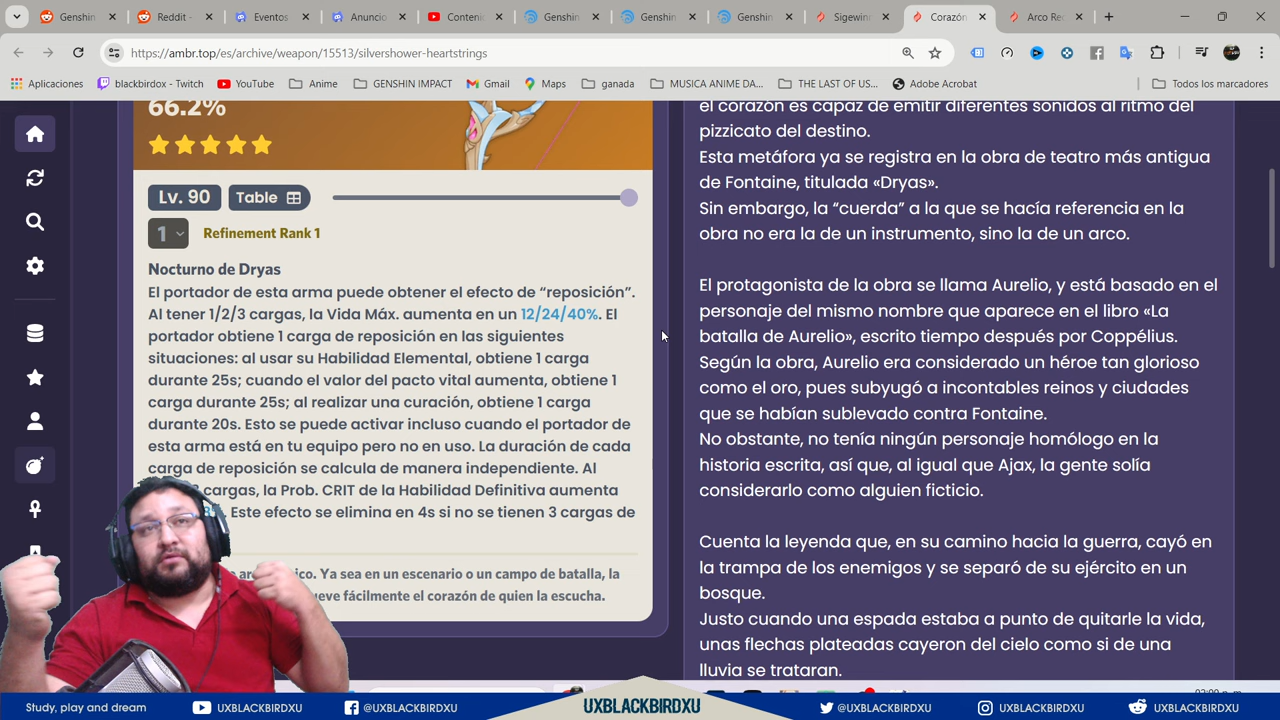 Genshin
Reddit -
Eventos
Anuncio
Conteni
Genshin
Genshin
Genshin
Sigewin
Corazón
Arco Re
https://ambr.top/es/archive/weapon/15513/silvershower-heartstrings
Aplicaciones
blackbirdox - Twitch
YouTube
Anime
GENSHIN IMPACT
Gmail
Maps
ganada
MUSICA ANIME DA...
THE LAST OF US...
Adobe Acrobat
Todos los marcadores
66.2%
Lv. 90
Table
1
Refinement Rank 1
Nocturno de Dryas
El portador de esta arma puede obtener el efecto de “reposición”.
Al tener 1/2/3 cargas, la Vida Máx. aumenta en un 12/24/40%. El
portador obtiene 1 carga de reposición en las siguientes
situaciones: al usar su Habilidad Elemental, obtiene 1 carga
durante 25s; cuando el valor del pacto vital aumenta, obtiene 1
carga durante 25s; al realizar una curación, obtiene 1 carga
durante 20s. Esto se puede activar incluso cuando el portador de
esta arma está en tu equipo pero no en uso. La duración de cada
carga de reposición se calcula de manera independiente. Al
cargas, la Prob. CRIT de la Habilidad Definitiva aumenta
. Este efecto se elimina en 4s si no se tienen 3 cargas de
ico. Ya sea en un escenario o un campo de batalla, la
ueve fácilmente el corazón de quien la escucha.
el corazón es capaz de emitir diferentes sonidos al ritmo del
pizzicato del destino.
Esta metáfora ya se registra en la obra de teatro más antigua
de Fontaine, titulada «Dryas».
Sin embargo, la “cuerda” a la que se hacía referencia en la
obra no era la de un instrumento, sino la de un arco.
El protagonista de la obra se llama Aurelio, y está basado en el
personaje del mismo nombre que aparece en el libro «La
batalla de Aurelio», escrito tiempo después por Coppélius.
Según la obra, Aurelio era considerado un héroe tan glorioso
como el oro, pues subyugó a incontables reinos y ciudades
que se habían sublevado contra Fontaine.
No obstante, no tenía ningún personaje homólogo en la
historia escrita, así que, al igual que Ajax, la gente solía
considerarlo como alguien ficticio.
Cuenta la leyenda que, en su camino hacia la guerra, cayó en
la trampa de los enemigos y se separó de su ejército en un
bosque.
Justo cuando una espada estaba a punto de quitarle la vida,
unas flechas plateadas cayeron del cielo como si de una
lluvia se trataran.
Study, play and dream
UXBLACKBIRDXU
@UXBLACKBIRDXU
UXBLACKBIRDXU
@UXBLACKBIRDXU
UXBLACKBIRDXU
UXBLACKBIRDXU